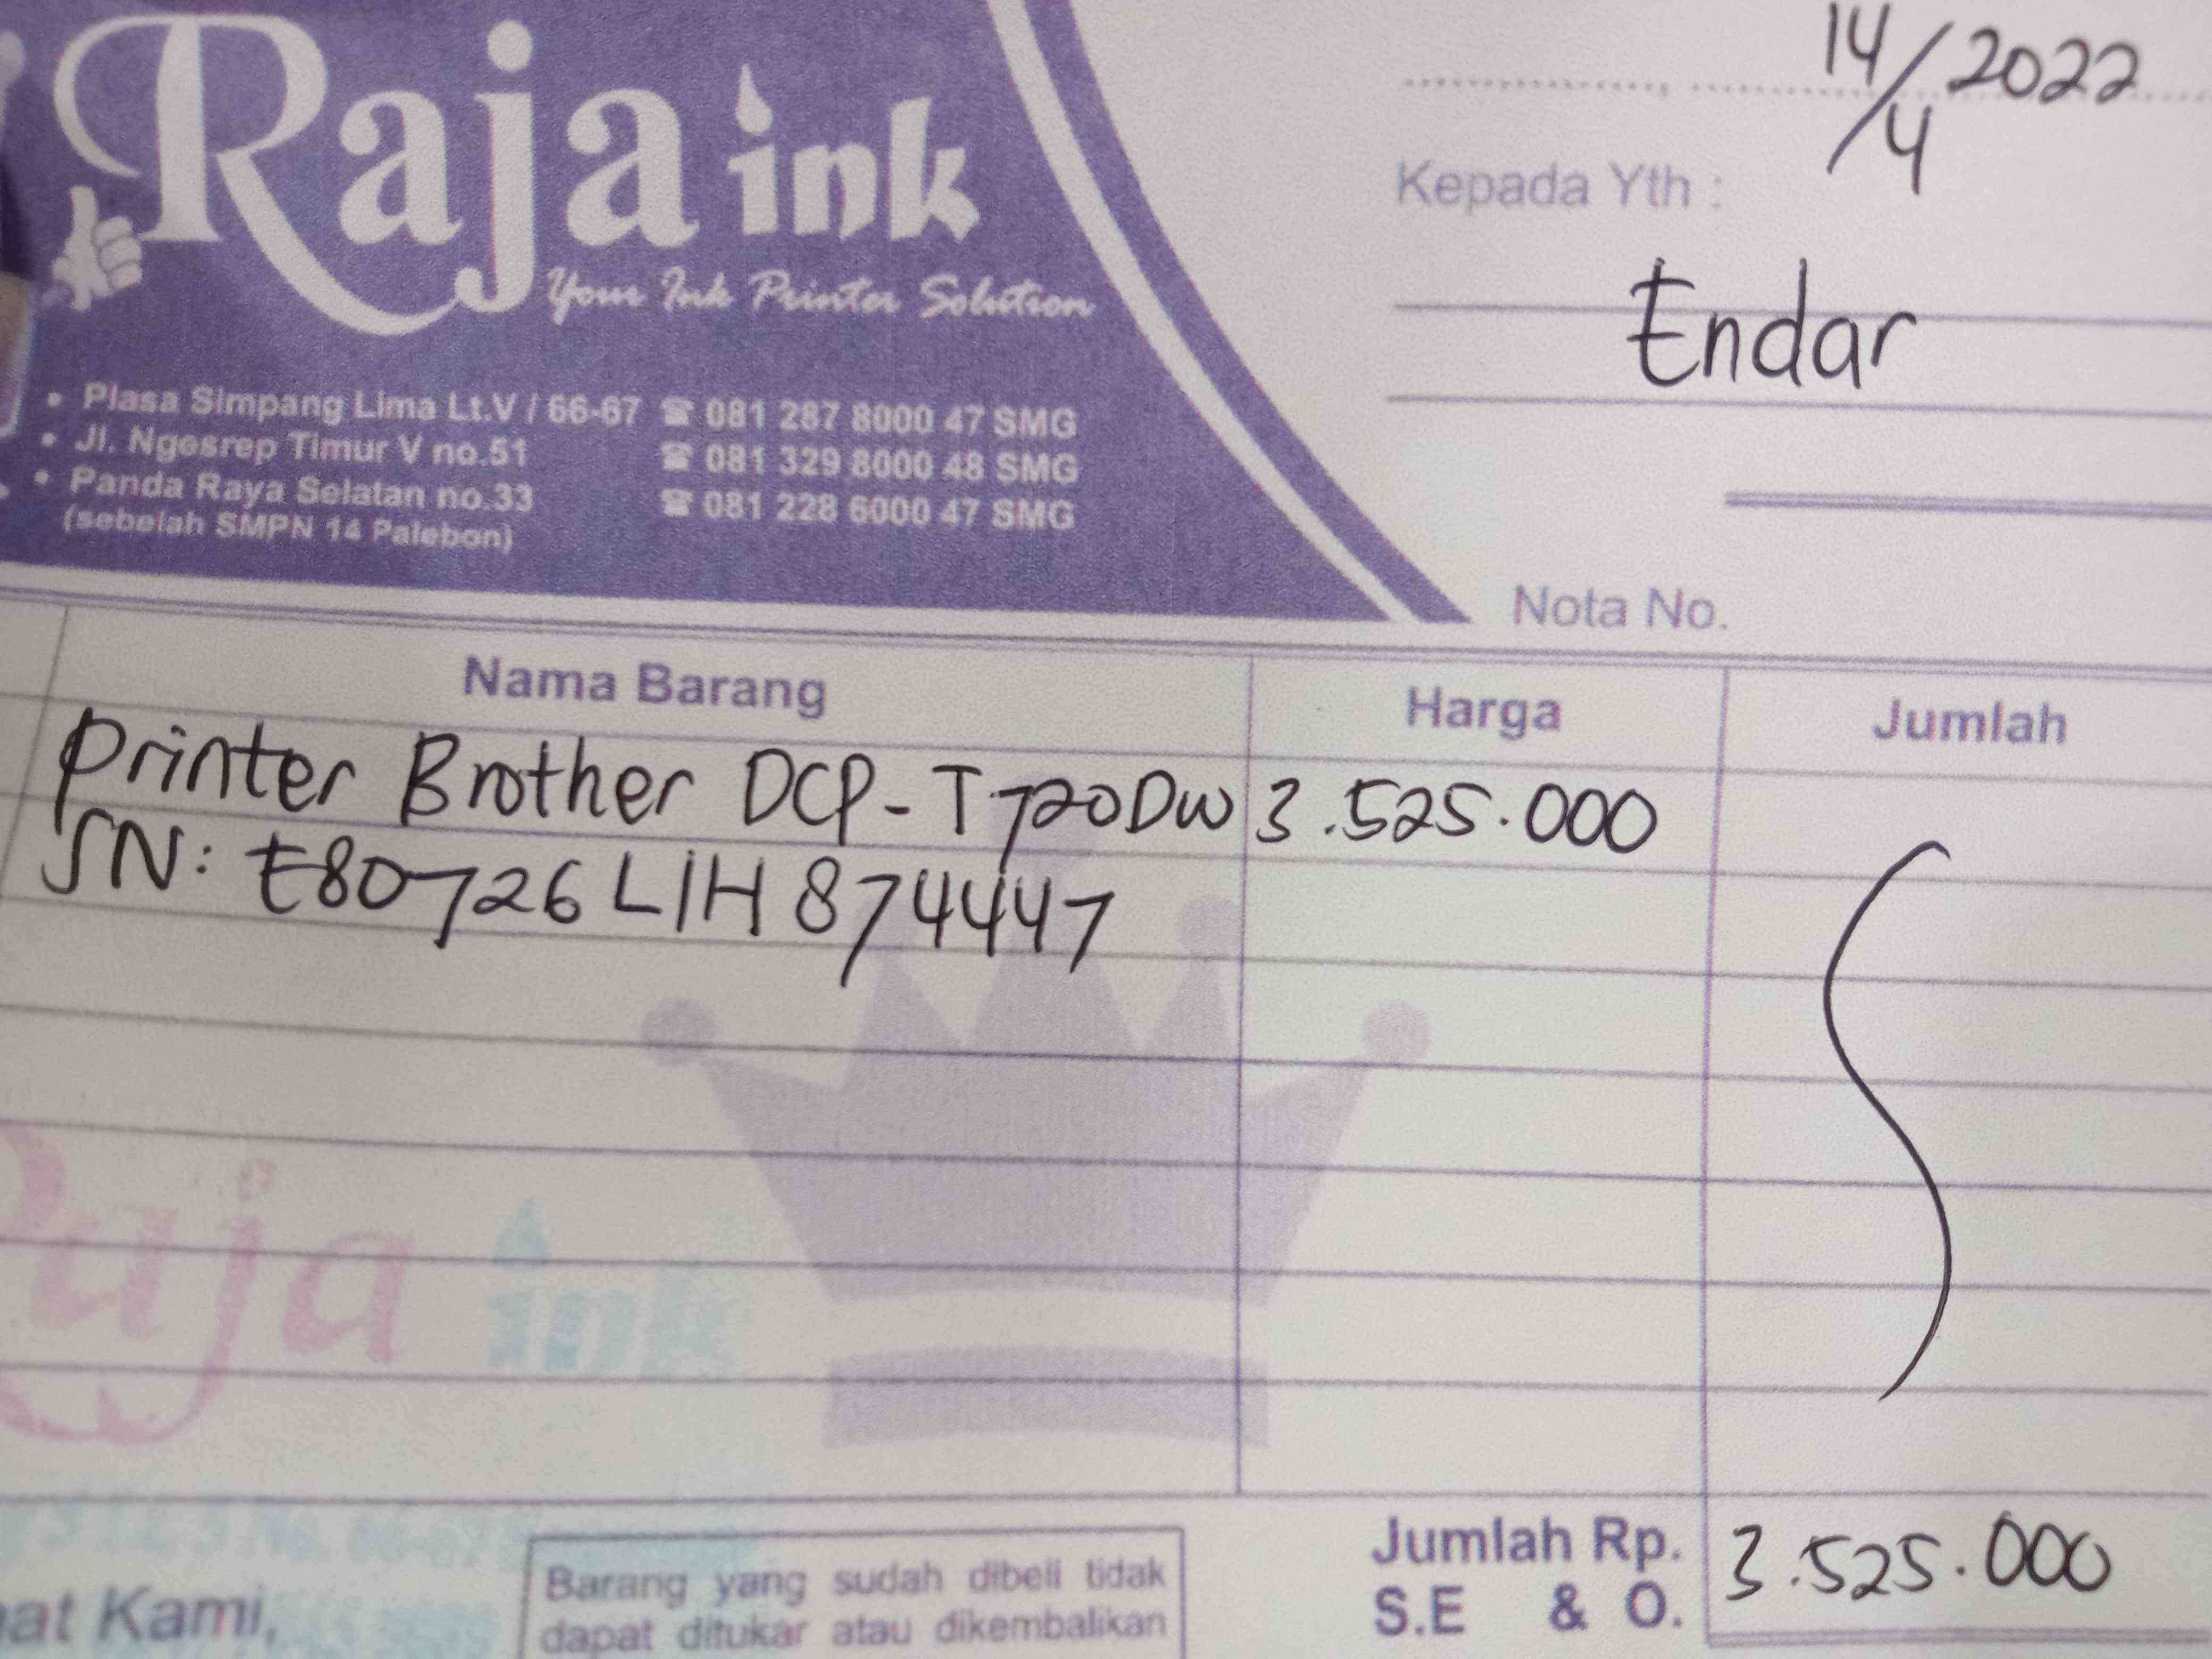 Raja ink
Your Ink Printer Solution
• Plasa Simpang Lima Lt.V / 66-67 ☎ 081 287 8000 47 SMG
• Jl. Ngesrep Timur V no.51 ☎ 081 329 8000 48 SMG
• Panda Raya Selatan no.33 ☎ 081 228 6000 47 SMG
(sebelah SMPN 14 Palebon)
14/4 2022
Kepada Yth :
Endar
Nota No.
Nama Barang Harga Jumlah
Printer Brother DCP-T720DW 3.525.000
SN: E80726L1H874447
Raja ink
Jumlah Rp. 3.525.000
S.E & O.
Barang yang sudah dibeli tidak
dapat ditukar atau dikembalikan
at Kami,